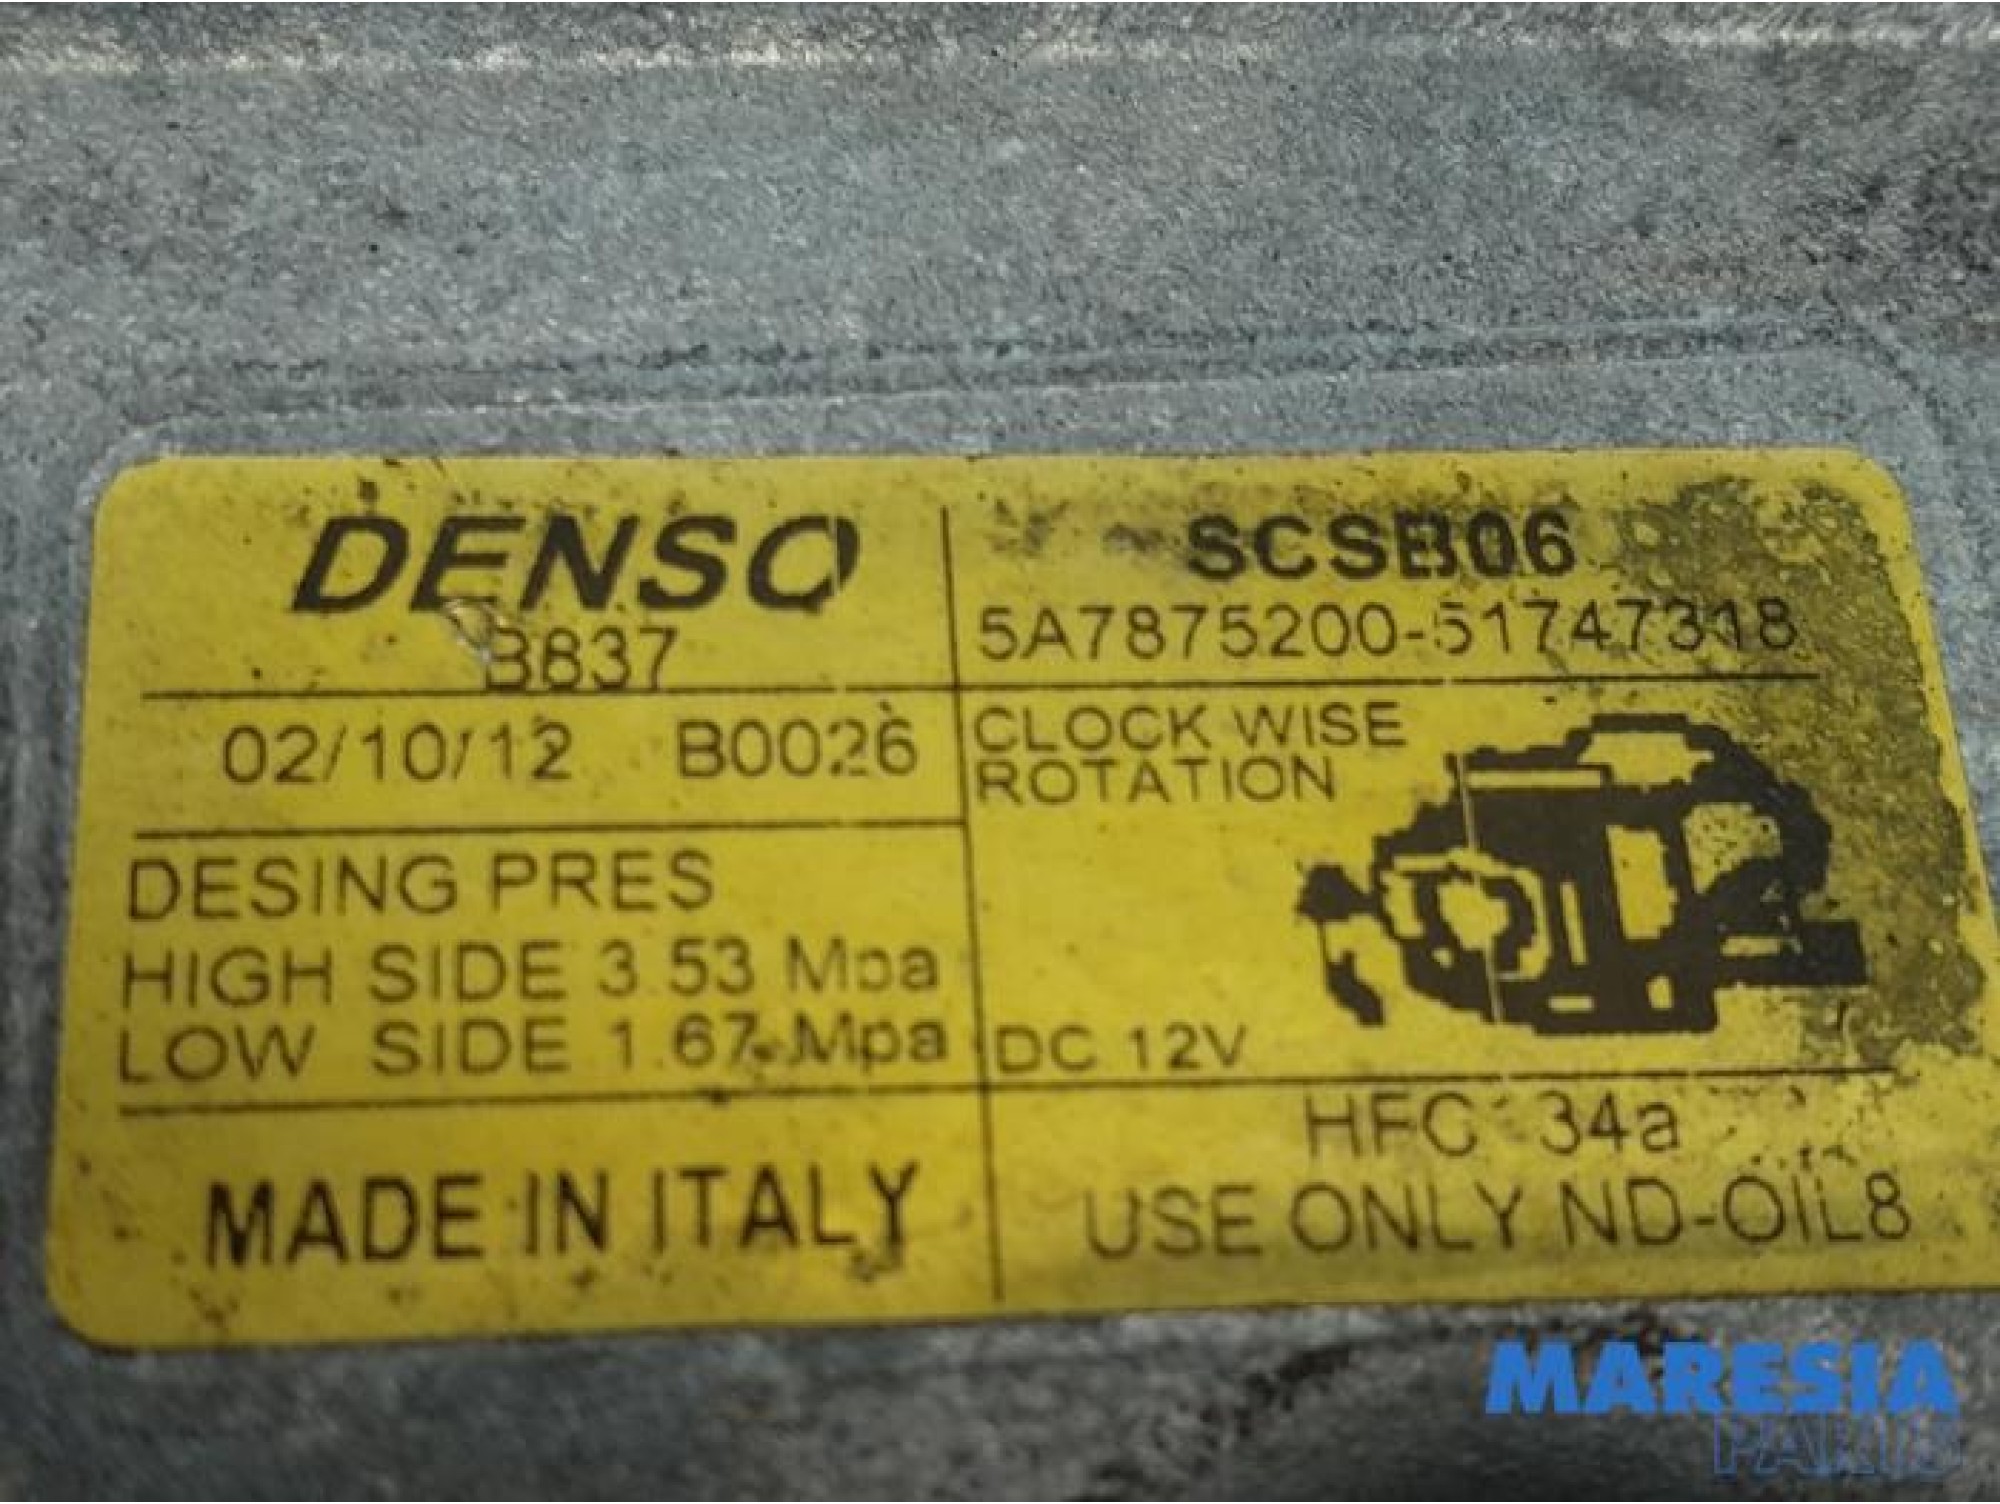 DENSO
B637
02/10/12 B0026
DESING PRES
HIGH SIDE 3.53 Mpa
LOW SIDE 1.67 Mpa
MADE IN ITALY
SCSB06
5A7875200-51747318
CLOCK WISE
ROTATION
DC 12V
HFC 34a
USE ONLY ND-OIL8
MARESIA
PARTS